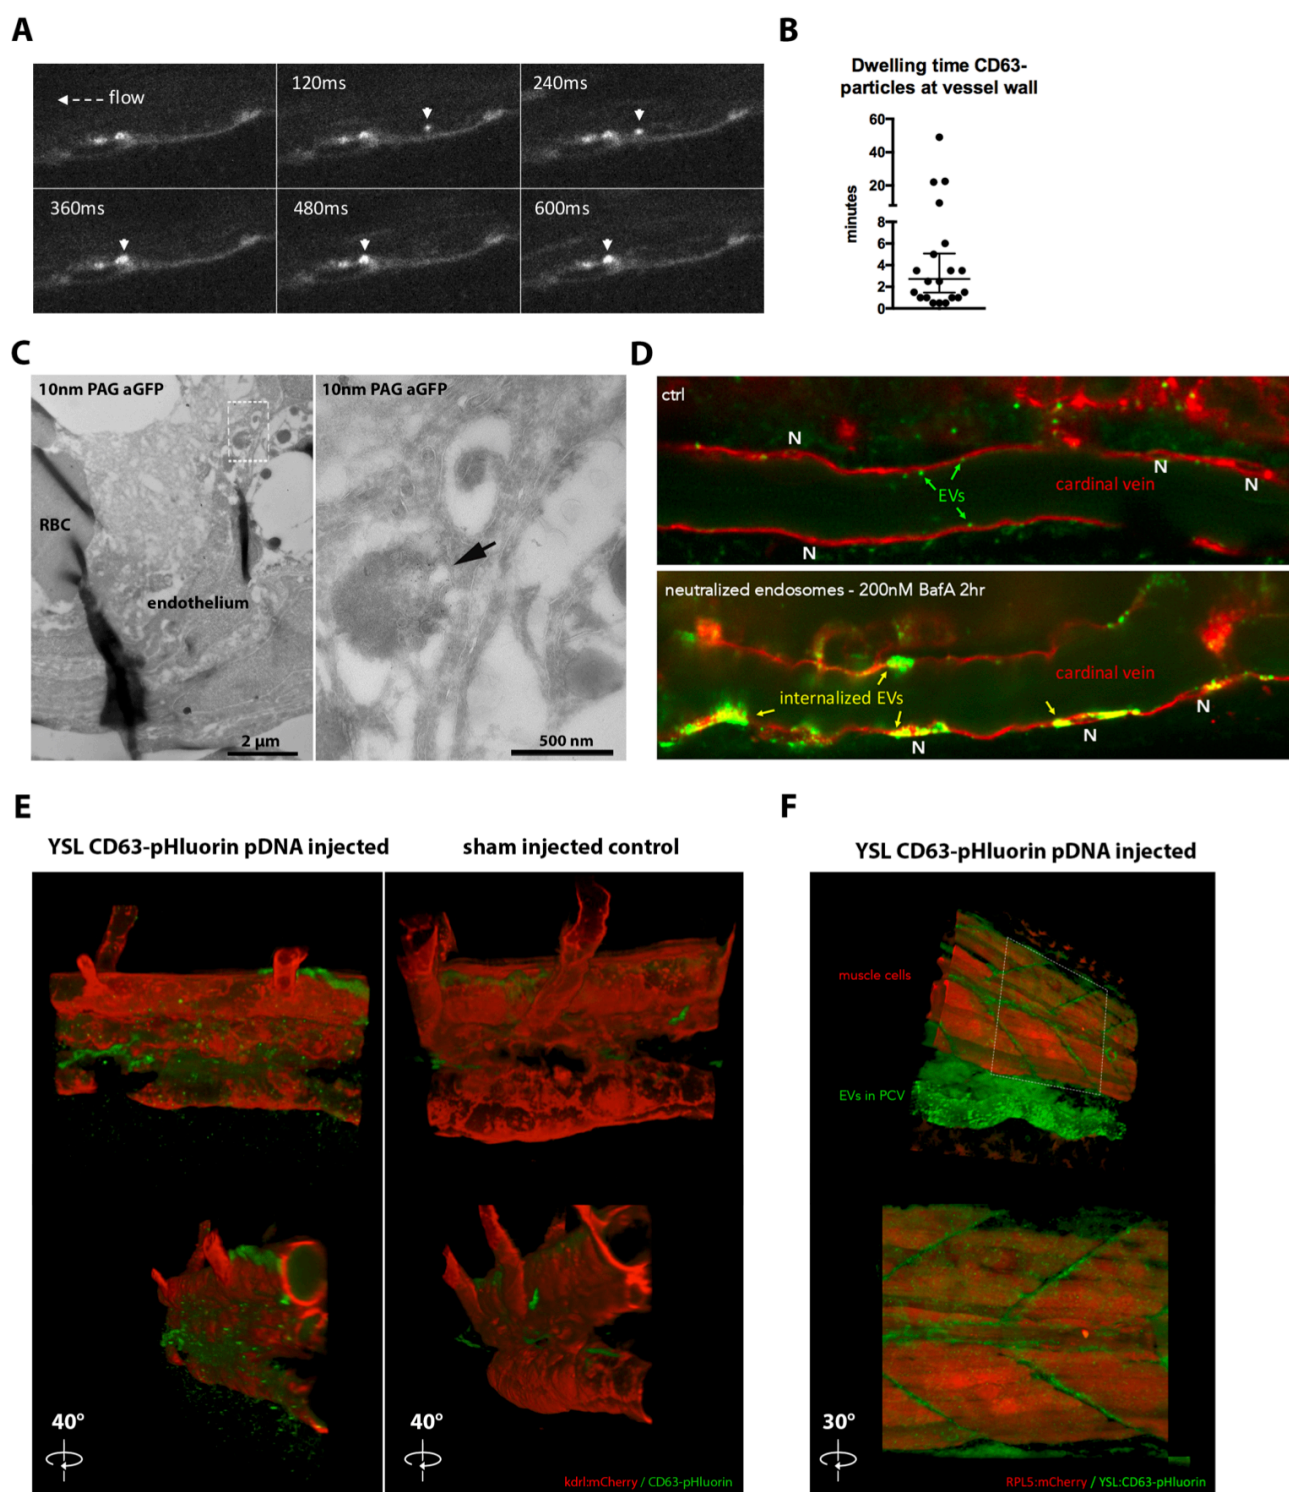 A
flow
120ms
240ms
360ms
480ms
600ms
B
Dwelling time CD63-
particles at vessel wall
minutes
60
40
20
8
6
4
2
0
C
10nm PAG aGFP
RBC
endothelium
2 µm
10nm PAG aGFP
500 nm
D
ctrl
N
N
N
EVs
cardinal vein
N
neutralized endosomes - 200nM BafA 2hr
cardinal vein
internalized EVs
N
N
N
E
YSL CD63-pHluorin pDNA injected
sham injected control
40°
40°
kdrl:mCherry / CD63-pHluorin
F
YSL CD63-pHluorin pDNA injected
muscle cells
EVs in PCV
30°
RPL5:mCherry / YSL:CD63-pHluorin